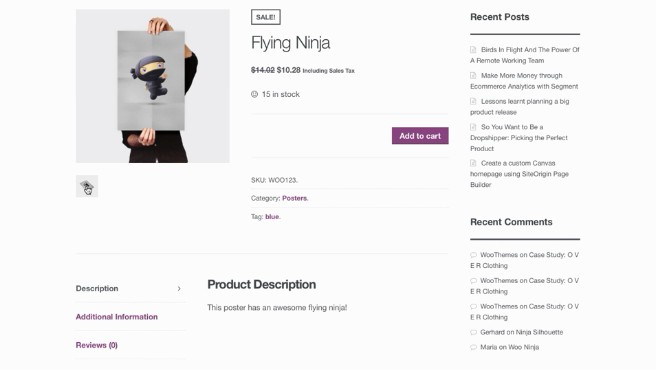 SALE!
Flying Ninja
$14.02 $10.28 Including Sales Tax
15 in stock
Add to cart
SKU: WOO123.
Category: Posters.
Tag: blue.
Description
Additional Information
Reviews (0)
Product Description
This poster has an awesome flying ninja!
Recent Posts
Birds In Flight And The Power Of
A Remote Working Team
Make More Money through
Ecommerce Analytics with Segment
Lessons learnt planning a big
product release
So You Want to Be a
Dropshipper: Picking the Perfect
Product
Create a custom Canvas
homepage using SiteOrigin Page
Builder
Recent Comments
WooThemes on Case Study: O V
E R Clothing
WooThemes on Case Study: O V
E R Clothing
WooThemes on Case Study: O V
E R Clothing
Gerhard on Ninja Silhouette
Maria on Woo Ninja